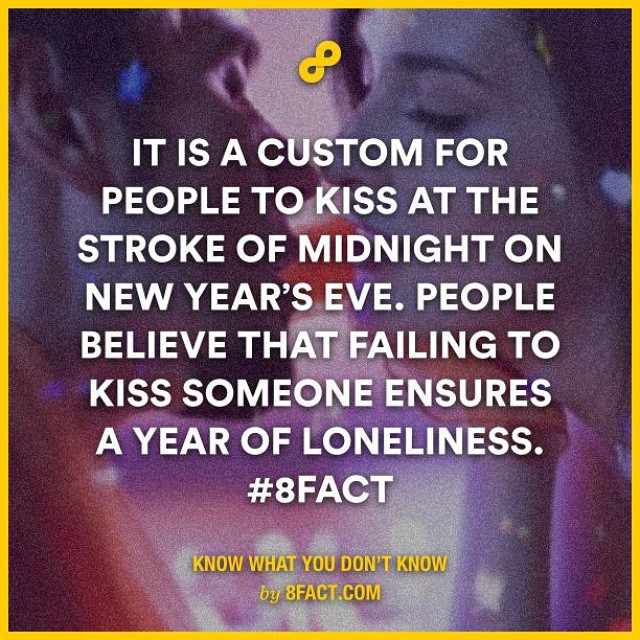 IT IS A CUSTOM FOR
PEOPLE TO KISS AT THE
STROKE OF MIDNIGHT ON
NEW YEAR’S EVE. PEOPLE
BELIEVE THAT FAILING TO
KISS SOMEONE ENSURES
A YEAR OF LONELINESS.
#8FACT
KNOW WHAT YOU DON’T KNOW
by 8FACT.COM